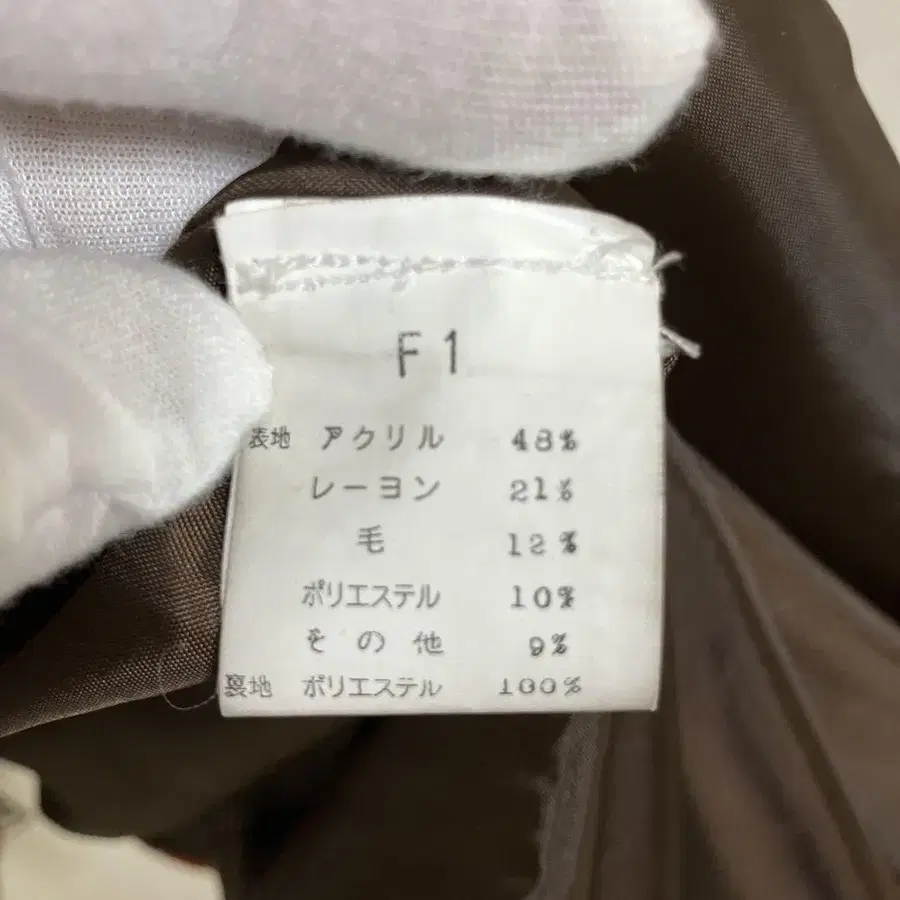 F1
表地 アクリル 48%
レーヨン 21%
毛 12%
ポリエステル 10%
その他 9%
裏地 ポリエステル 100%